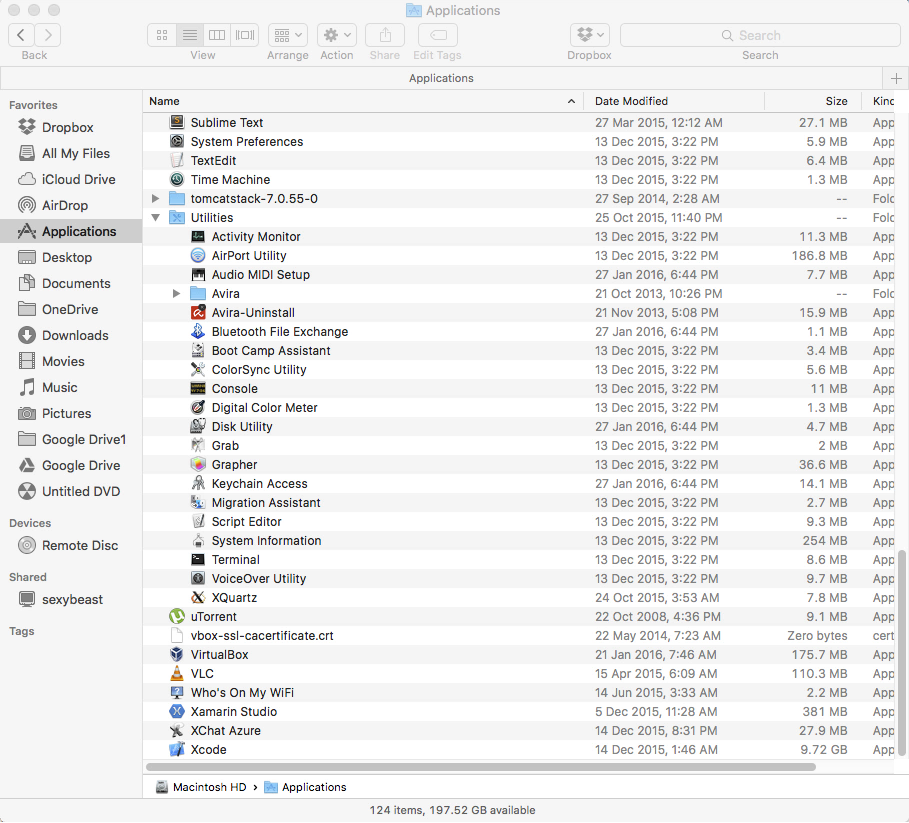 Applications
Back View Arrange Action Share Edit Tags Dropbox Search Search
Applications
Favorites
Dropbox
All My Files
iCloud Drive
AirDrop
Applications
Desktop
Documents
OneDrive
Downloads
Movies
Music
Pictures
Google Drive1
Google Drive
Untitled DVD
Devices
Remote Disc
Shared
sexybeast
Tags
Name Date Modified Size Kind
Sublime Text 27 Mar 2015, 12:12 AM 27.1 MB App
System Preferences 13 Dec 2015, 3:22 PM 5.9 MB App
TextEdit 13 Dec 2015, 3:22 PM 6.4 MB App
Time Machine 13 Dec 2015, 3:22 PM 1.3 MB App
tomcatstack-7.0.55-0 27 Sep 2014, 2:28 AM -- Fold
Utilities 25 Oct 2015, 11:40 PM -- Fold
Activity Monitor 13 Dec 2015, 3:22 PM 11.3 MB App
AirPort Utility 13 Dec 2015, 3:22 PM 186.8 MB App
Audio MIDI Setup 27 Jan 2016, 6:44 PM 7.7 MB App
Avira 21 Oct 2013, 10:26 PM -- Fold
Avira-Uninstall 21 Nov 2013, 5:08 PM 15.9 MB App
Bluetooth File Exchange 27 Jan 2016, 6:44 PM 1.1 MB App
Boot Camp Assistant 13 Dec 2015, 3:22 PM 3.4 MB App
ColorSync Utility 13 Dec 2015, 3:22 PM 5.6 MB App
Console 13 Dec 2015, 3:22 PM 11 MB App
Digital Color Meter 13 Dec 2015, 3:22 PM 1.3 MB App
Disk Utility 27 Jan 2016, 6:44 PM 4.7 MB App
Grab 13 Dec 2015, 3:22 PM 2 MB App
Grapher 13 Dec 2015, 3:22 PM 36.6 MB App
Keychain Access 27 Jan 2016, 6:44 PM 14.1 MB App
Migration Assistant 13 Dec 2015, 3:22 PM 2.7 MB App
Script Editor 13 Dec 2015, 3:22 PM 9.3 MB App
System Information 13 Dec 2015, 3:22 PM 254 MB App
Terminal 13 Dec 2015, 3:22 PM 8.6 MB App
VoiceOver Utility 13 Dec 2015, 3:22 PM 9.7 MB App
XQuartz 24 Oct 2015, 3:53 AM 7.8 MB App
uTorrent 22 Oct 2008, 4:36 PM 9.1 MB App
vbox-ssl-cacertificate.crt 22 May 2014, 7:23 AM Zero bytes cert
VirtualBox 21 Jan 2016, 7:46 AM 175.7 MB App
VLC 15 Apr 2015, 6:09 AM 110.3 MB App
Who's On My WiFi 14 Jun 2015, 3:33 AM 2.2 MB App
Xamarin Studio 5 Dec 2015, 11:28 AM 381 MB App
XChat Azure 14 Dec 2015, 8:31 PM 27.9 MB App
Xcode 14 Dec 2015, 1:46 AM 9.72 GB App
Macintosh HD › Applications
124 items, 197.52 GB available